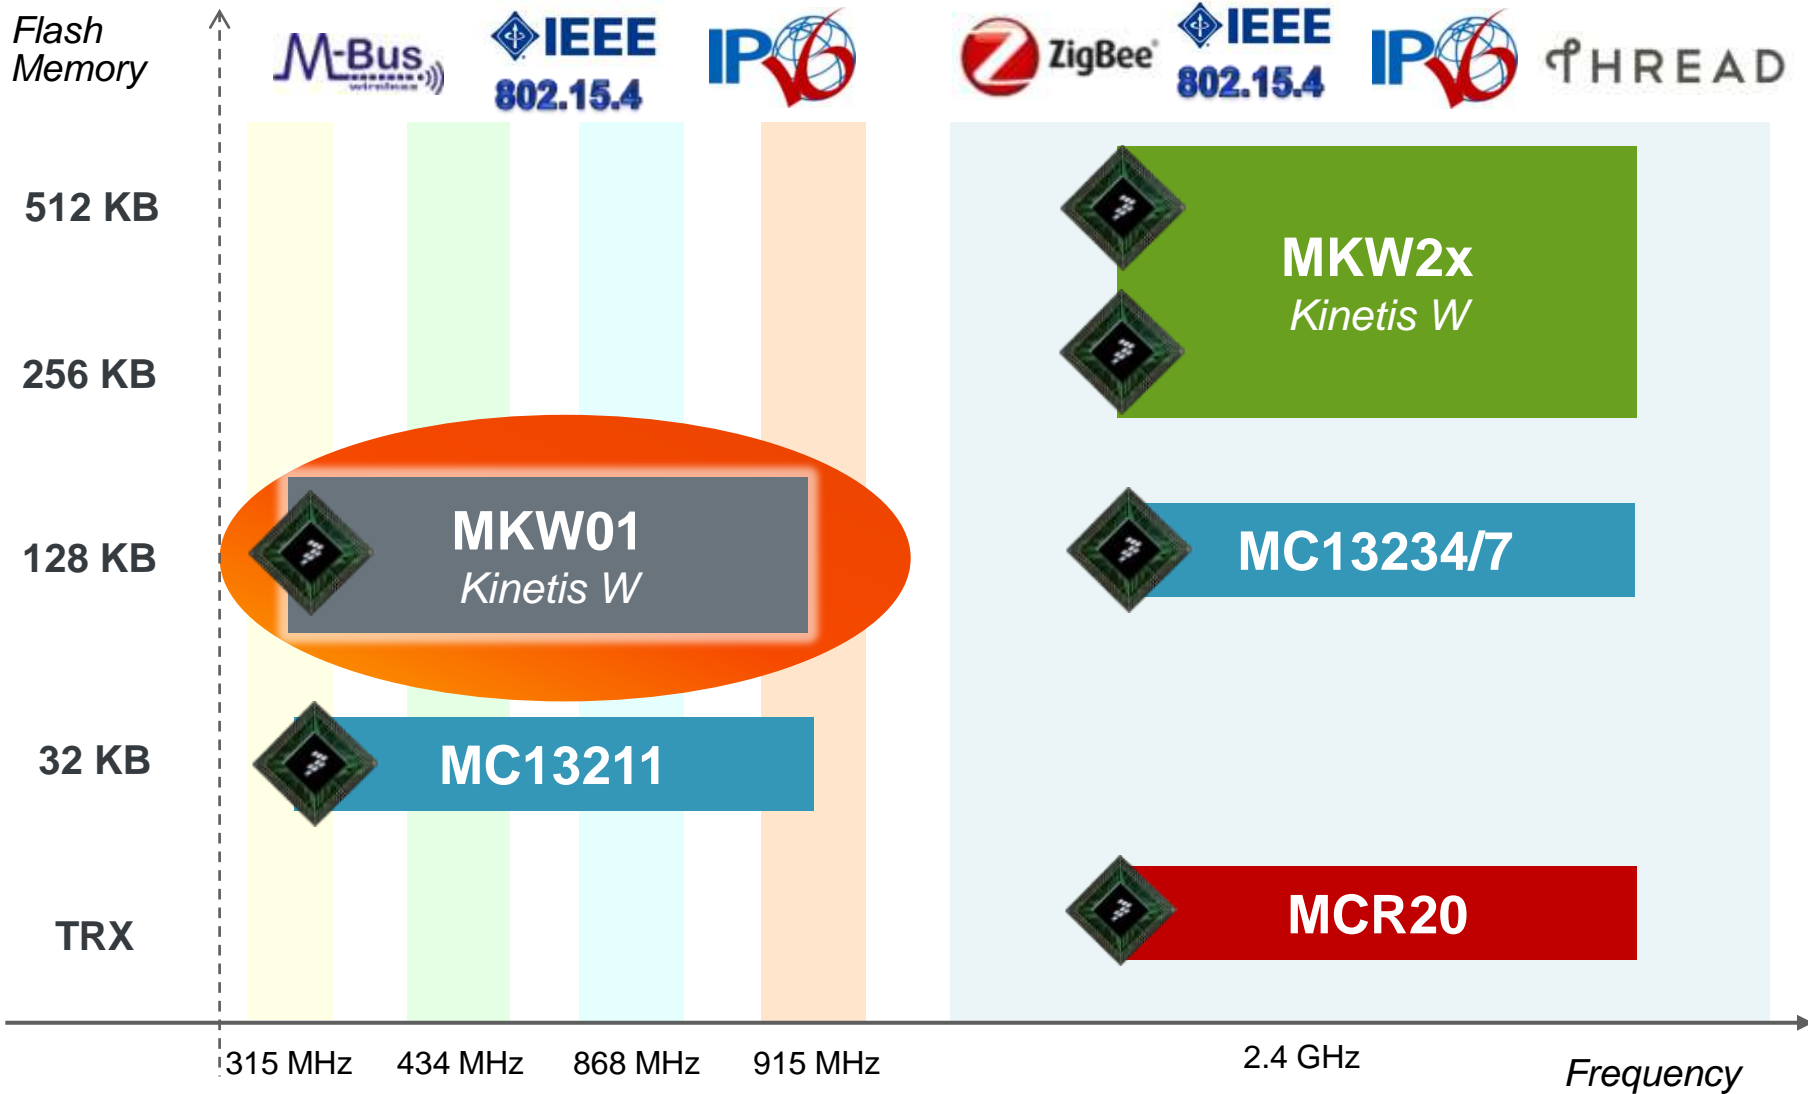 Flash
Memory
M-Bus
wireless
IEEE
802.15.4
IPV6
ZigBee
IEEE
802.15.4
IPV6
THREAD
512 KB
MKW2x
Kinetis W
256 KB
128 KB
MKW01
Kinetis W
MC13234/7
32 KB
MC13211
TRX
MCR20
315 MHz
434 MHz
868 MHz
915 MHz
2.4 GHz
Frequency